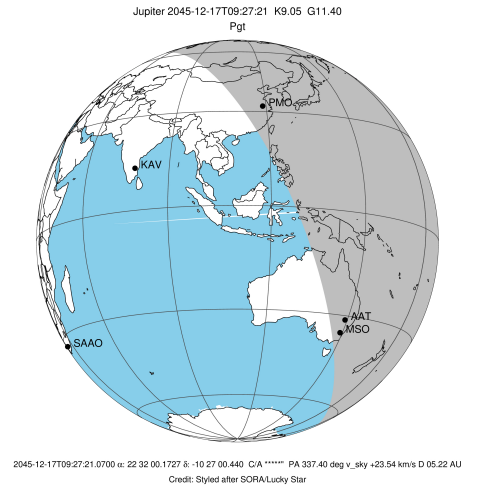 Jupiter 2045-12-17T09:27:21 K9.05 G11.40
Pgt
PMO
KAV
AAT
MSO
SAAO
2045-12-17T09:27:21.0700 α: 22 32 00.1727 δ: -10 27 00.440 C/A *****" PA 337.40 deg v_sky +23.54 km/s D 05.22 AU
Credit: Styled after SORA/Lucky Star